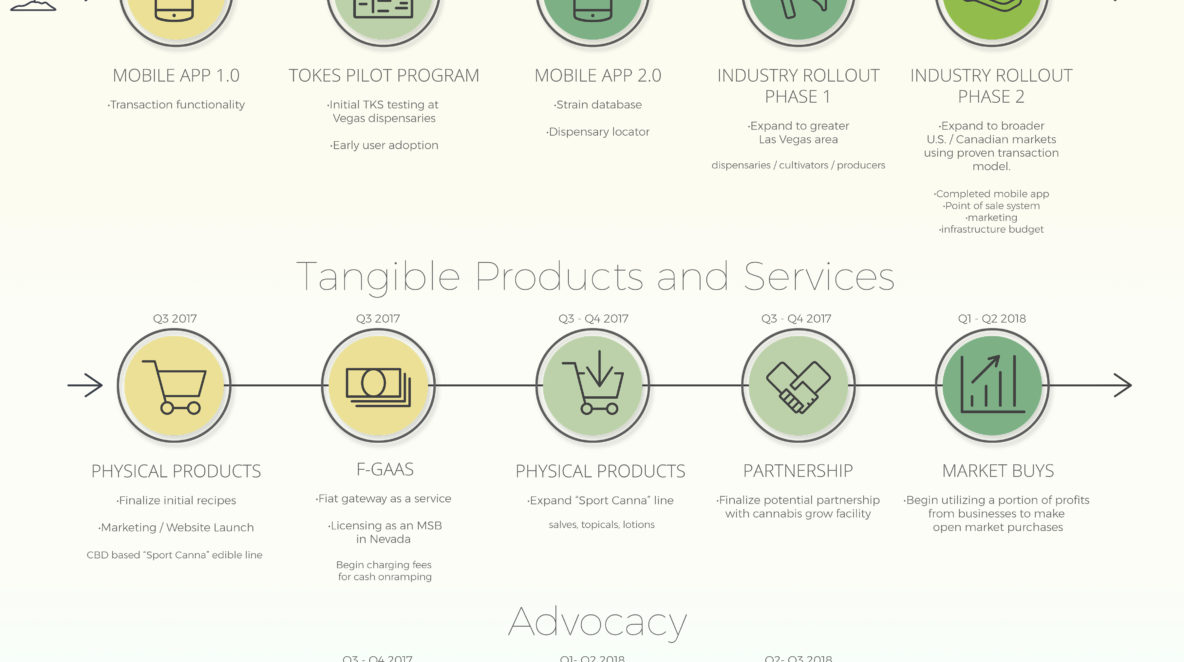 MOBILE APP 1.0
·Transaction functionality
TOKES PILOT PROGRAM
·Initial TKS testing at
Vegas dispensaries
·Early user adoption
MOBILE APP 2.0
·Strain database
·Dispensary locator
INDUSTRY ROLLOUT
PHASE 1
·Expand to greater
Las Vegas area
dispensaries / cultivators / producers
INDUSTRY ROLLOUT
PHASE 2
·Expand to broader
U.S. / Canadian markets
using proven transaction
model.
·Completed mobile app
·Point of sale system
·marketing
·infrastructure budget
Tangible Products and Services
Q3 2017
PHYSICAL PRODUCTS
·Finalize initial recipes
·Marketing / Website Launch
CBD based “Sport Canna” edible line
Q3 2017
F-GAAS
·Fiat gateway as a service
·Licensing as an MSB
in Nevada
Begin charging fees
for cash onramping
Q3 - Q4 2017
PHYSICAL PRODUCTS
·Expand “Sport Canna” line
salves, topicals, lotions
Q3 - Q4 2017
PARTNERSHIP
·Finalize potential partnership
with cannabis grow facility
Q1 - Q2 2018
MARKET BUYS
·Begin utilizing a portion of profits
from businesses to make
open market purchases
Advocacy
Q3 - Q4 2017
Q1- Q2 2018
Q2- Q3 2018